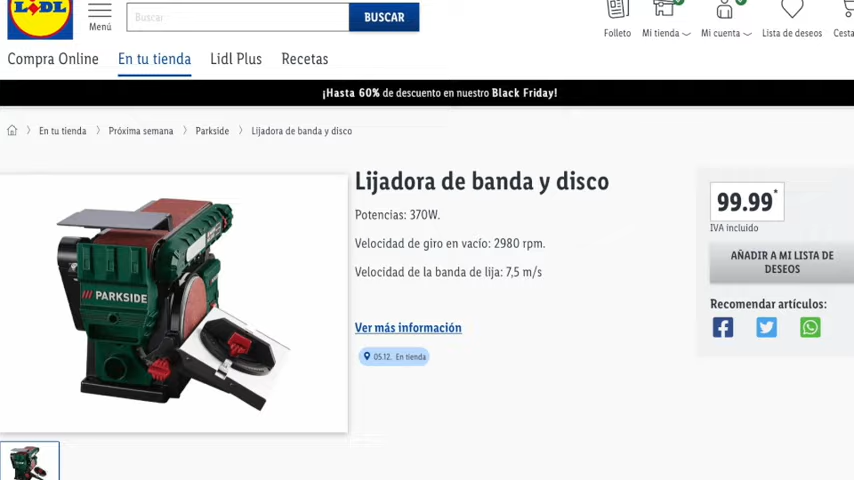 LIDL
Menú
Buscar
BUSCAR
Folleto
Mi tienda
Mi cuenta
Lista de deseos
Cesta
Compra Online
En tu tienda
Lidl Plus
Recetas
¡Hasta 60% de descuento en nuestro Black Friday!
En tu tienda
Próxima semana
Parkside
Lijadora de banda y disco
Lijadora de banda y disco
Potencias: 370W.
Velocidad de giro en vacío: 2980 rpm.
Velocidad de la banda de lija: 7,5 m/s
Ver más información
05.12. En tienda
99.99*
IVA incluido
AÑADIR A MI LISTA DE
DESEOS
Recomendar artículos:
/// PARKSIDE